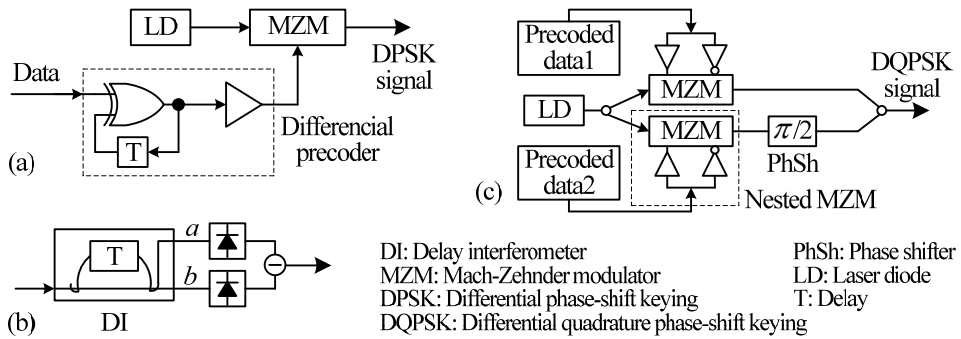 LD
MZM
DPSK
signal
Data
T
Differencial
precoder
(a)
T
a
b
DI
(b)
Precoded
data1
MZM
DQPSK
signal
LD
MZM
π/2
PhSh
Precoded
data2
Nested MZM
(c)
DI: Delay interferometer
MZM: Mach-Zehnder modulator
DPSK: Differential phase-shift keying
DQPSK: Differential quadrature phase-shift keying
PhSh: Phase shifter
LD: Laser diode
T: Delay